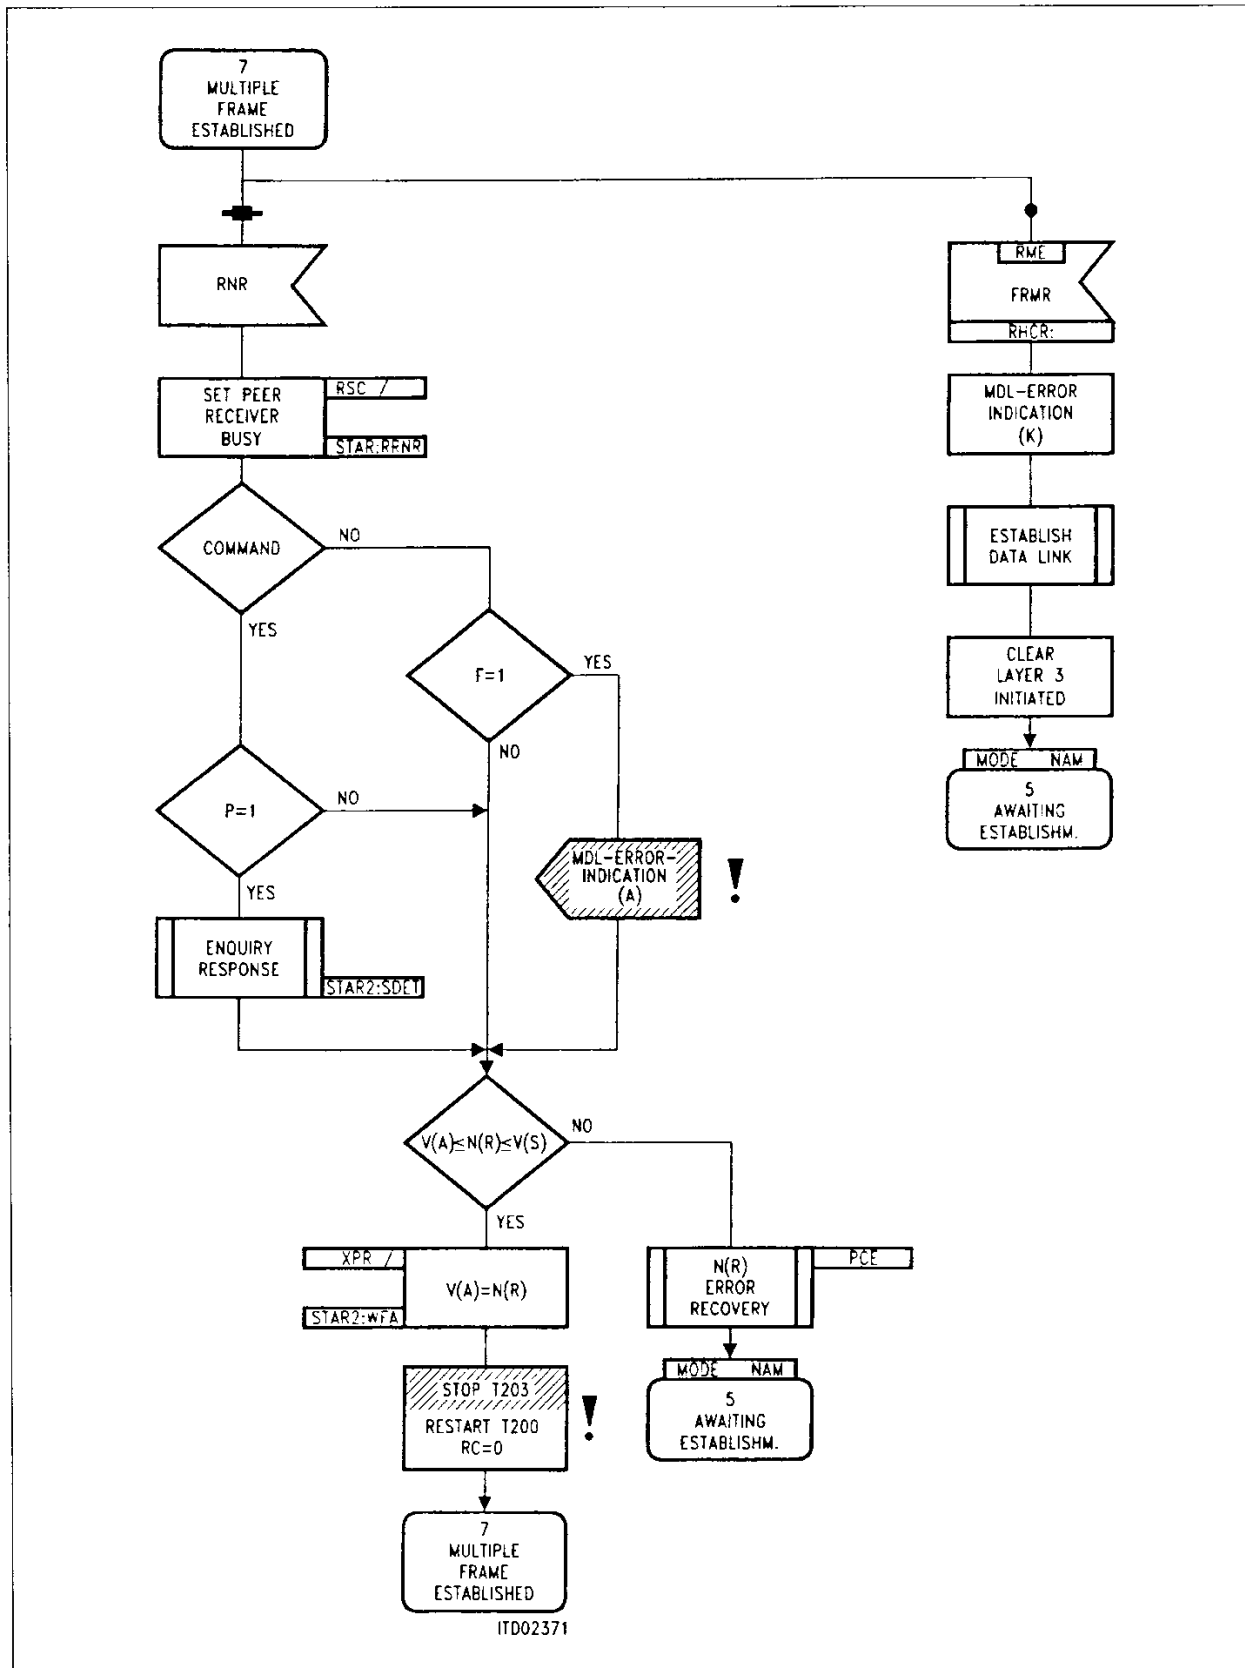 7
MULTIPLE
FRAME
ESTABLISHED
RNR
RME
FRMR
RHCR:
SET PEER
RECEIVER
BUSY
RSC /
STAR:RRNR
MDL-ERROR
INDICATION
(K)
COMMAND
NO
YES
ESTABLISH
DATA LINK
F=1
YES
NO
CLEAR
LAYER 3
INITIATED
MODE NAM
5
AWAITING
ESTABLISHM.
P=1
NO
YES
MDL-ERROR-
INDICATION
(A)
!
ENQUIRY
RESPONSE
STAR2:SDET
V(A)≤N(R)≤V(S)
NO
YES
XPR /
V(A)=N(R)
STAR2:WFA
N(R)
ERROR
RECOVERY
PCE
STOP T203
RESTART T200
RC=0
!
MODE NAM
5
AWAITING
ESTABLISHM.
7
MULTIPLE
FRAME
ESTABLISHED
ITD02371